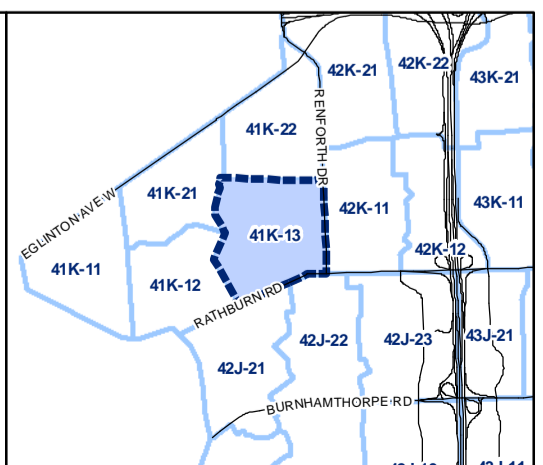 42K-21
42K-22
43K-21
RENFORTH DR
41K-22
41K-21
42K-11
43K-11
EGLINTON AVE W
41K-13
42K-12
41K-11
41K-12
RATHBURN RD
42J-22
42J-23
43J-21
42J-21
BURNHAMTHORPE RD